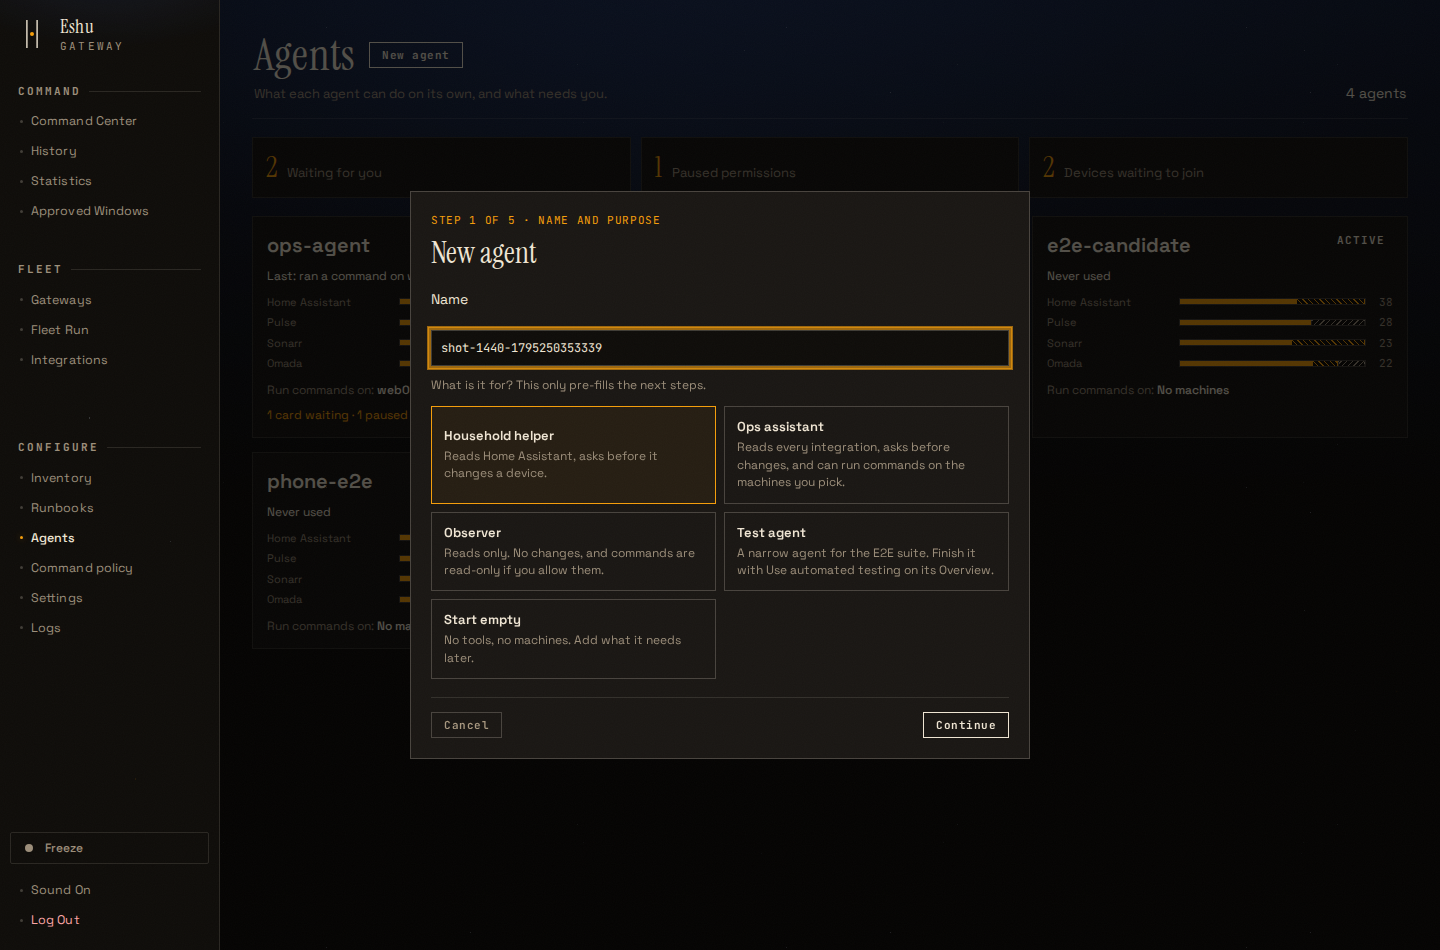 Eshu
GATEWAY
COMMAND
Command Center
History
Statistics
Approved Windows
FLEET
Gateways
Fleet Run
Integrations
CONFIGURE
Inventory
Runbooks
Agents
Command policy
Settings
Logs
Freeze
Sound On
Log Out
Agents
New agent
What each agent can do on its own, and what needs you.
4 agents
2 Waiting for you
1 Paused permissions
2 Devices waiting to join
ops-agent
Last: ran a command on
Home Assistant
Pulse
Sonarr
Omada
Run commands on:
1 card waiting · 1 paused
phone-e2e
Never used
Home Assistant
Pulse
Sonarr
Omada
Run commands on: No
e2e-candidate
ACTIVE
Never used
Home Assistant 38
Pulse 28
Sonarr 23
Omada 22
Run commands on: No machines
STEP 1 OF 5 · NAME AND PURPOSE
New agent
Name
shot-1440-1795250353339
What is it for? This only pre-fills the next steps.
Household helper
Reads Home Assistant, asks before it
changes a device.
Ops assistant
Reads every integration, asks before
changes, and can run commands on the
machines you pick.
Observer
Reads only. No changes, and commands are
read-only if you allow them.
Test agent
A narrow agent for the E2E suite. Finish it
with Use automated testing on its Overview.
Start empty
No tools, no machines. Add what it needs
later.
Cancel
Continue